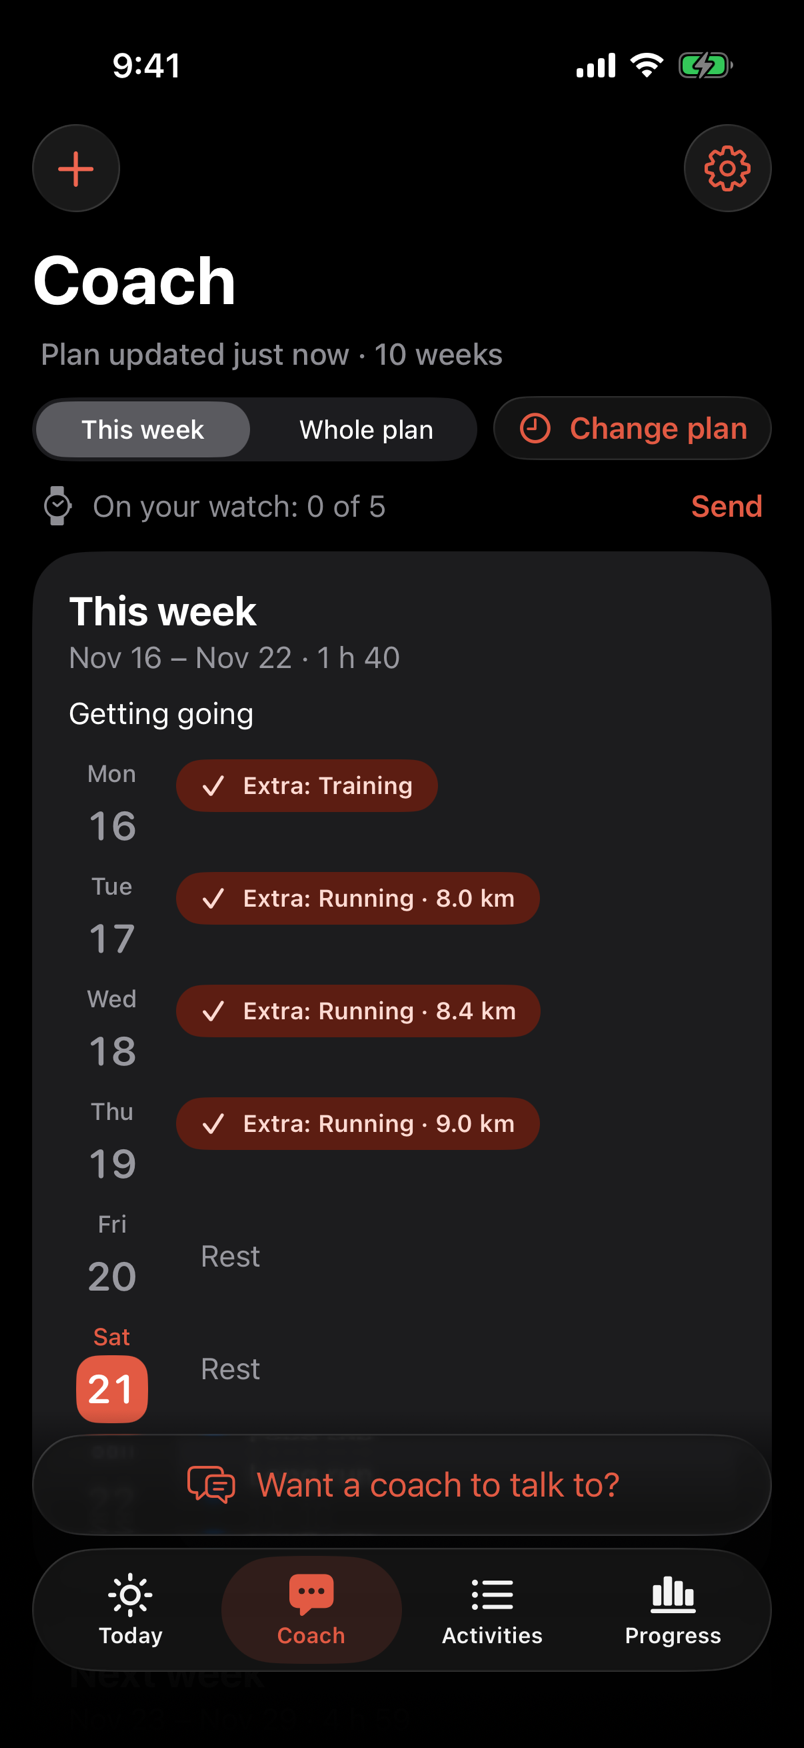 9:41
Coach
Plan updated just now · 10 weeks
This week
Whole plan
Change plan
On your watch: 0 of 5
Send
This week
Nov 16 – Nov 22 · 1 h 40
Getting going
Mon
16
Extra: Training
Tue
17
Extra: Running · 8.0 km
Wed
18
Extra: Running · 8.4 km
Thu
19
Extra: Running · 9.0 km
Fri
20
Rest
Sat
21
Rest
Want a coach to talk to?
Today
Coach
Activities
Progress
Next week